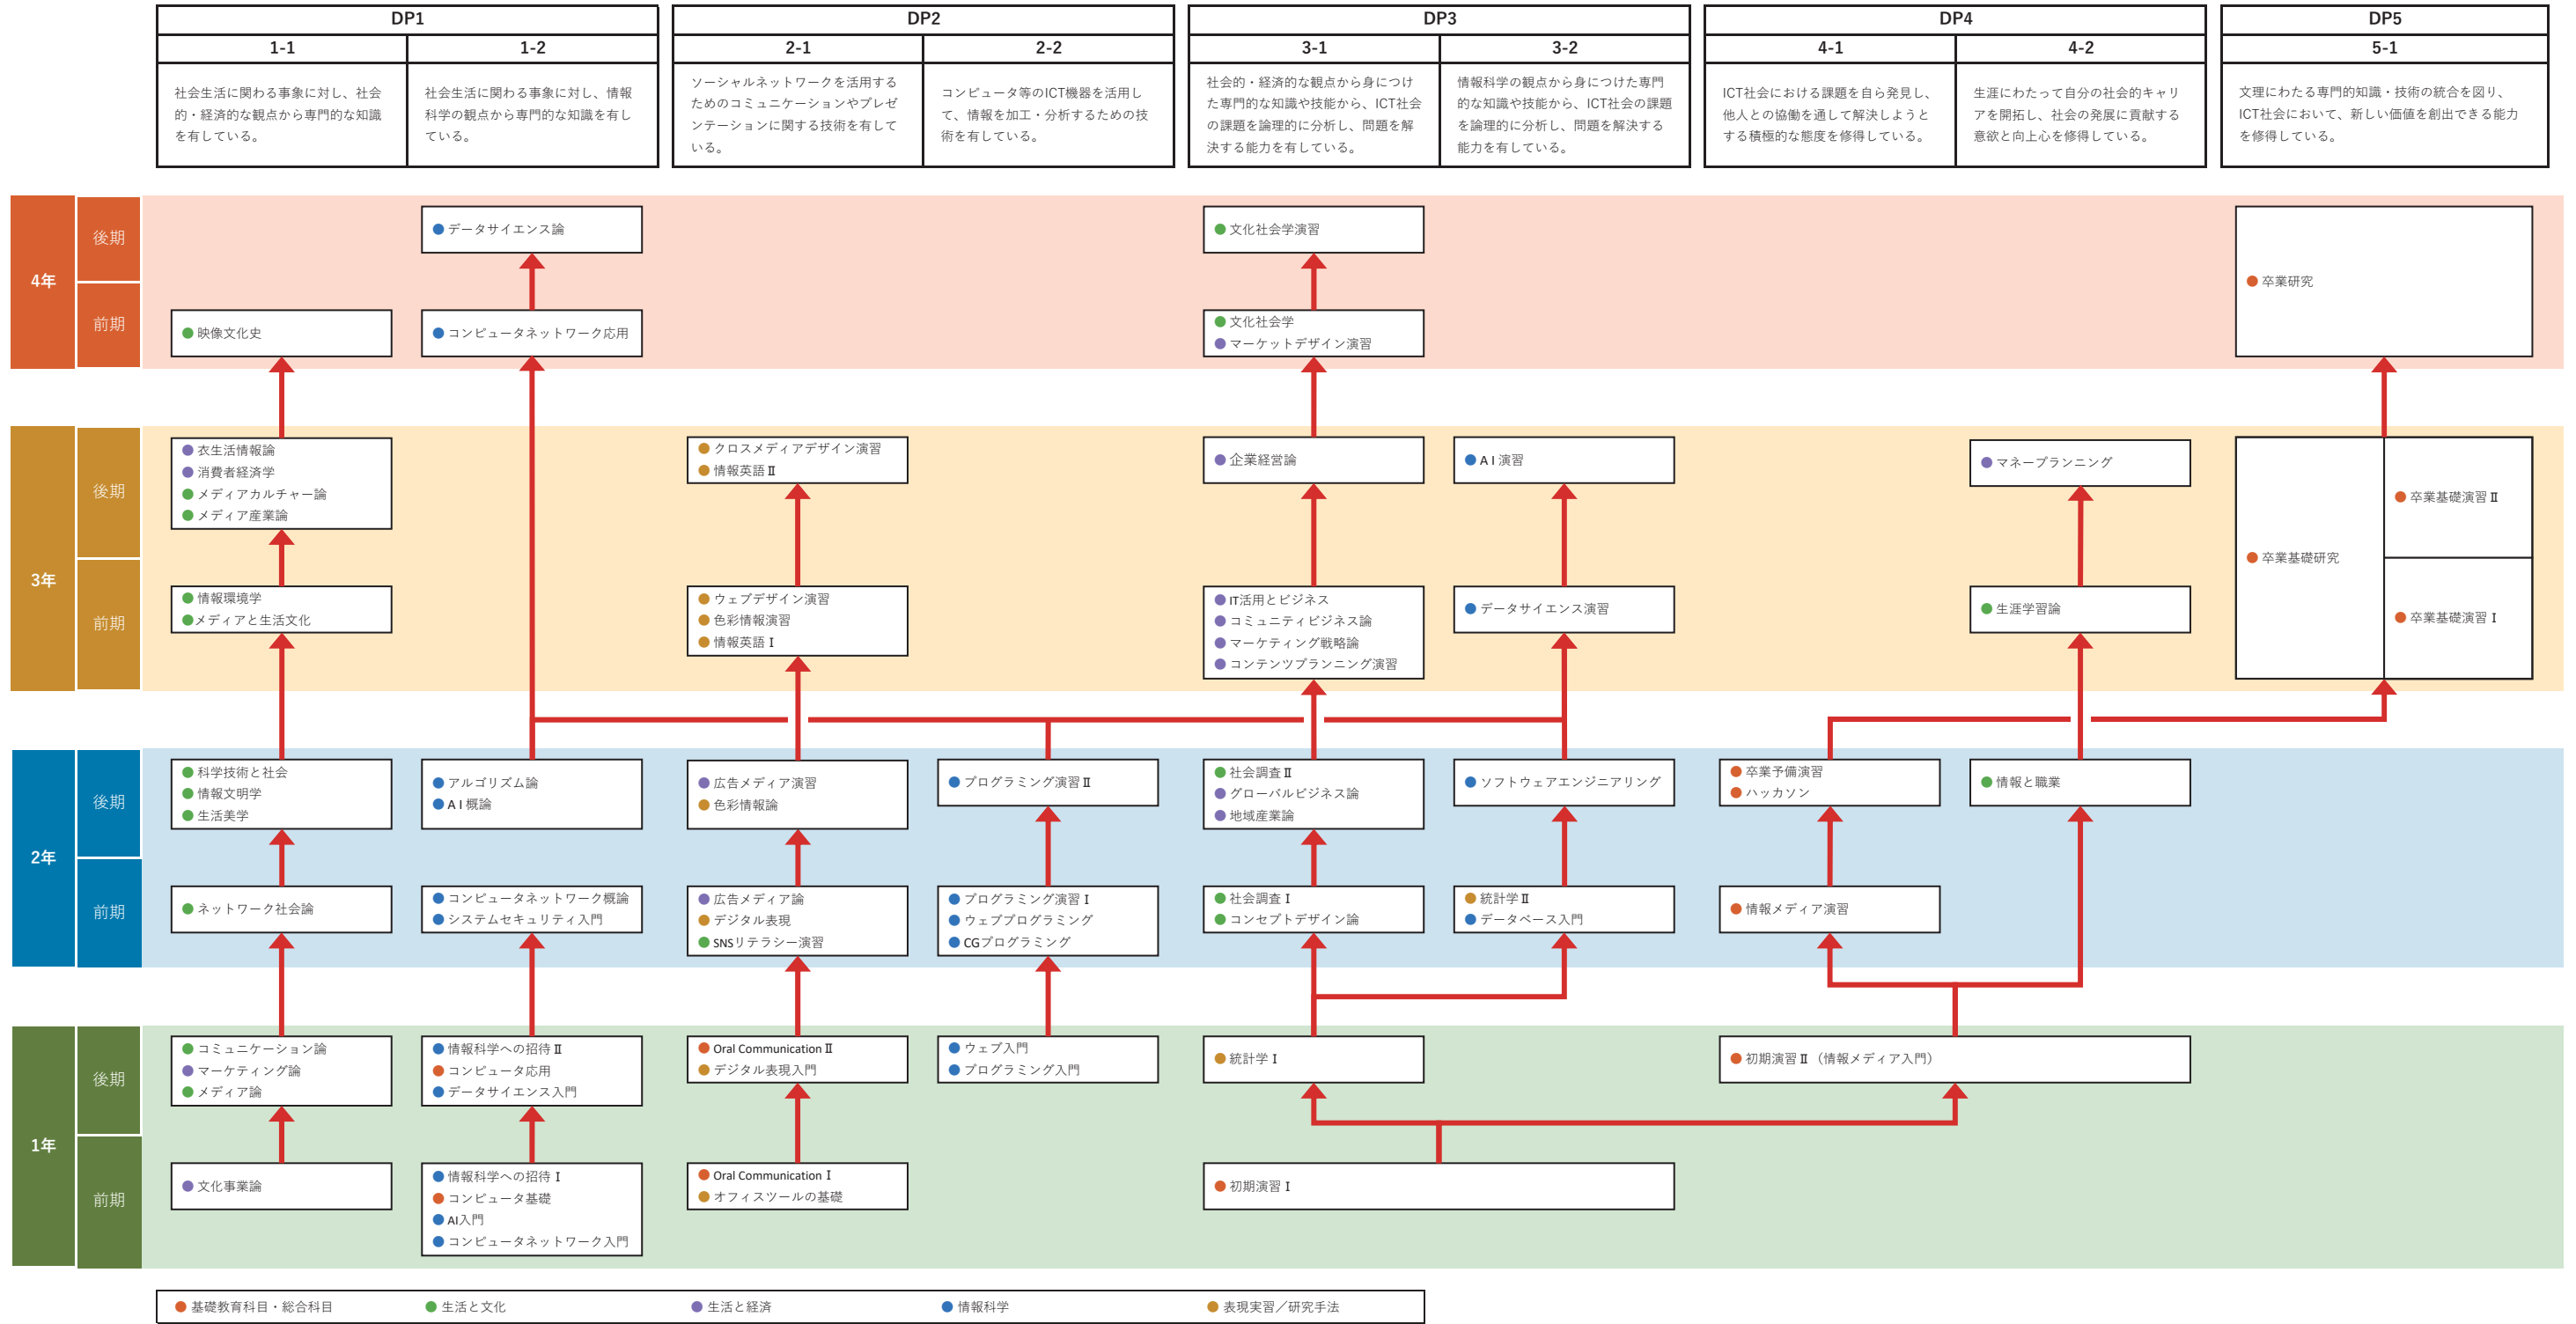 DP1
DP2
DP3
DP4
DP5
1-1
1-2
2-1
2-2
3-1
3-2
4-1
4-2
5-1
社会生活に関わる事象に対し、社会
的・経済的な観点から専門的な知識
を有している。
社会生活に関わる事象に対し、情報
科学の観点から専門的な知識を有し
ている。
ソーシャルネットワークを活用する
ためのコミュニケーションやプレゼ
ンテーションに関する技術を有して
いる。
コンピュータ等のICT機器を活用し
て、情報を加工・分析するための技
術を有している。
社会的・経済的な観点から身につけ
た専門的な知識や技能から、ICT社会
の課題を論理的に分析し、問題を解
決する能力を有している。
情報科学の観点から身につけた専門
的な知識や技能から、ICT社会の課題
を論理的に分析し、問題を解決する
能力を有している。
ICT社会における課題を自ら発見し、
他人との協働を通して解決しようと
する積極的な態度を修得している。
生涯にわたって自分の社会的キャリ
アを開拓し、社会の発展に貢献する
意欲と向上心を修得している。
文理にわたる専門的知識・技術の統合を図り、
ICT社会において、新しい価値を創出できる能力
を修得している。
4年
後期
データサイエンス論
文化社会学演習
卒業研究
前期
映像文化史
コンピュータネットワーク応用
文化社会学
マーケットデザイン演習
3年
後期
衣生活情報論
消費者経済学
メディアカルチャー論
メディア産業論
クロスメディアデザイン演習
情報英語Ⅱ
企業経営論
AI演習
マネープランニング
卒業基礎研究
卒業基礎演習Ⅱ
前期
情報環境学
メディアと生活文化
ウェブデザイン演習
色彩情報演習
情報英語Ⅰ
IT活用とビジネス
コミュニティビジネス論
マーケティング戦略論
コンテンツプランニング演習
データサイエンス演習
生涯学習論
卒業基礎演習Ⅰ
2年
後期
科学技術と社会
情報文明学
生活美学
アルゴリズム論
AI概論
広告メディア演習
色彩情報論
プログラミング演習Ⅱ
社会調査Ⅱ
グローバルビジネス論
地域産業論
ソフトウェアエンジニアリング
卒業予備演習
ハッカソン
情報と職業
前期
ネットワーク社会論
コンピュータネットワーク概論
システムセキュリティ入門
広告メディア論
デジタル表現
SNSリテラシー演習
プログラミング演習Ⅰ
ウェブプログラミング
CGプログラミング
社会調査Ⅰ
コンセプトデザイン論
統計学Ⅱ
データベース入門
情報メディア演習
1年
後期
コミュニケーション論
マーケティング論
メディア論
情報科学への招待Ⅱ
コンピュータ応用
データサイエンス入門
Oral CommunicationⅡ
デジタル表現入門
ウェブ入門
プログラミング入門
統計学Ⅰ
初期演習Ⅱ（情報メディア入門）
前期
文化事業論
情報科学への招待Ⅰ
コンピュータ基礎
AI入門
コンピュータネットワーク入門
Oral CommunicationⅠ
オフィスツールの基礎
初期演習Ⅰ
基礎教育科目・総合科目
生活と文化
生活と経済
情報科学
表現実習／研究手法